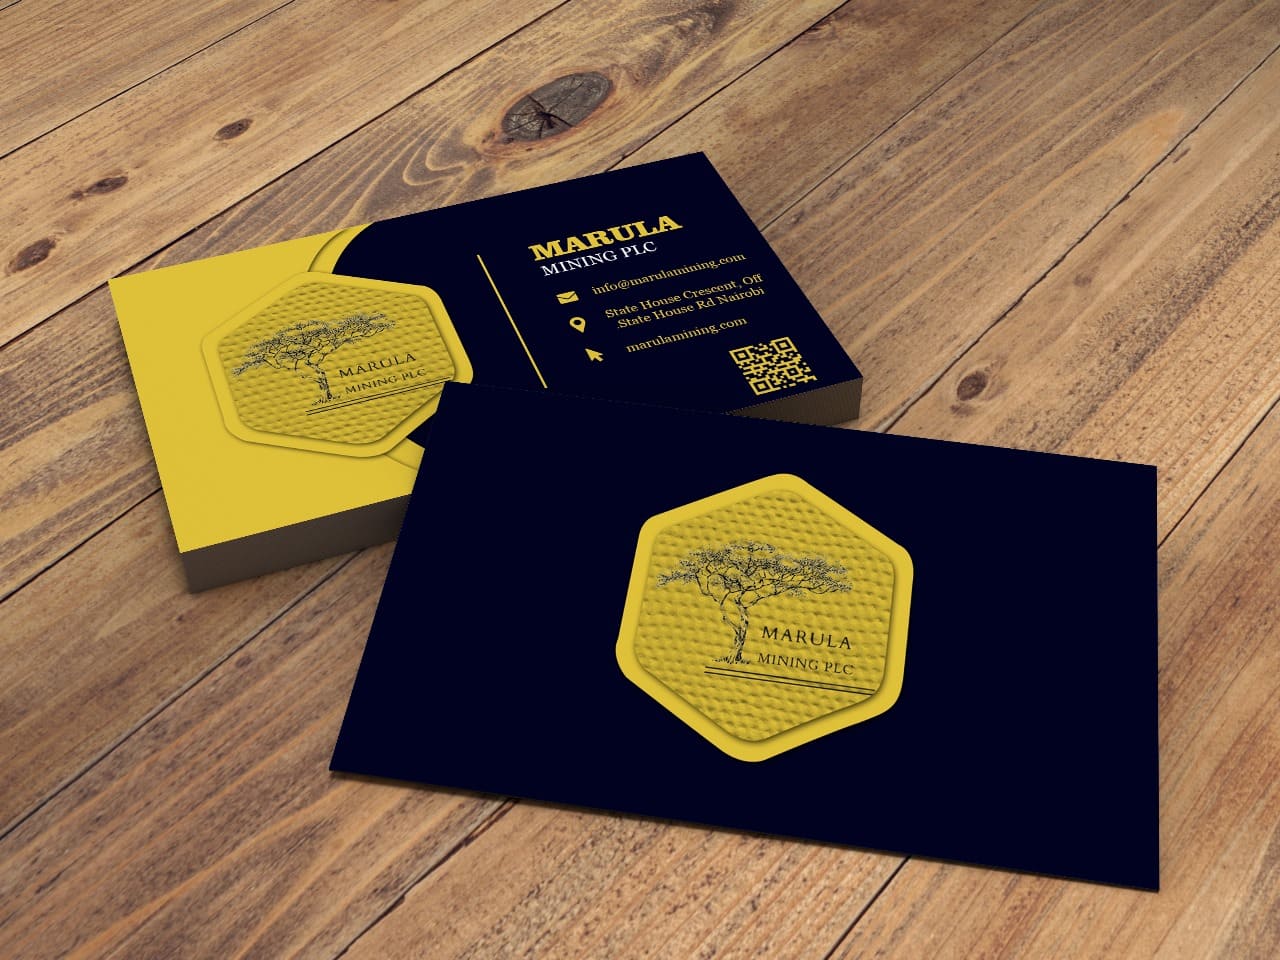 MARULA
MINING PLC
MARULA
MINING PLC
info@marulamining.com
State House Crescent, Off
.State House Rd Nairobi
marulamining.com
MARULA
MINING PLC